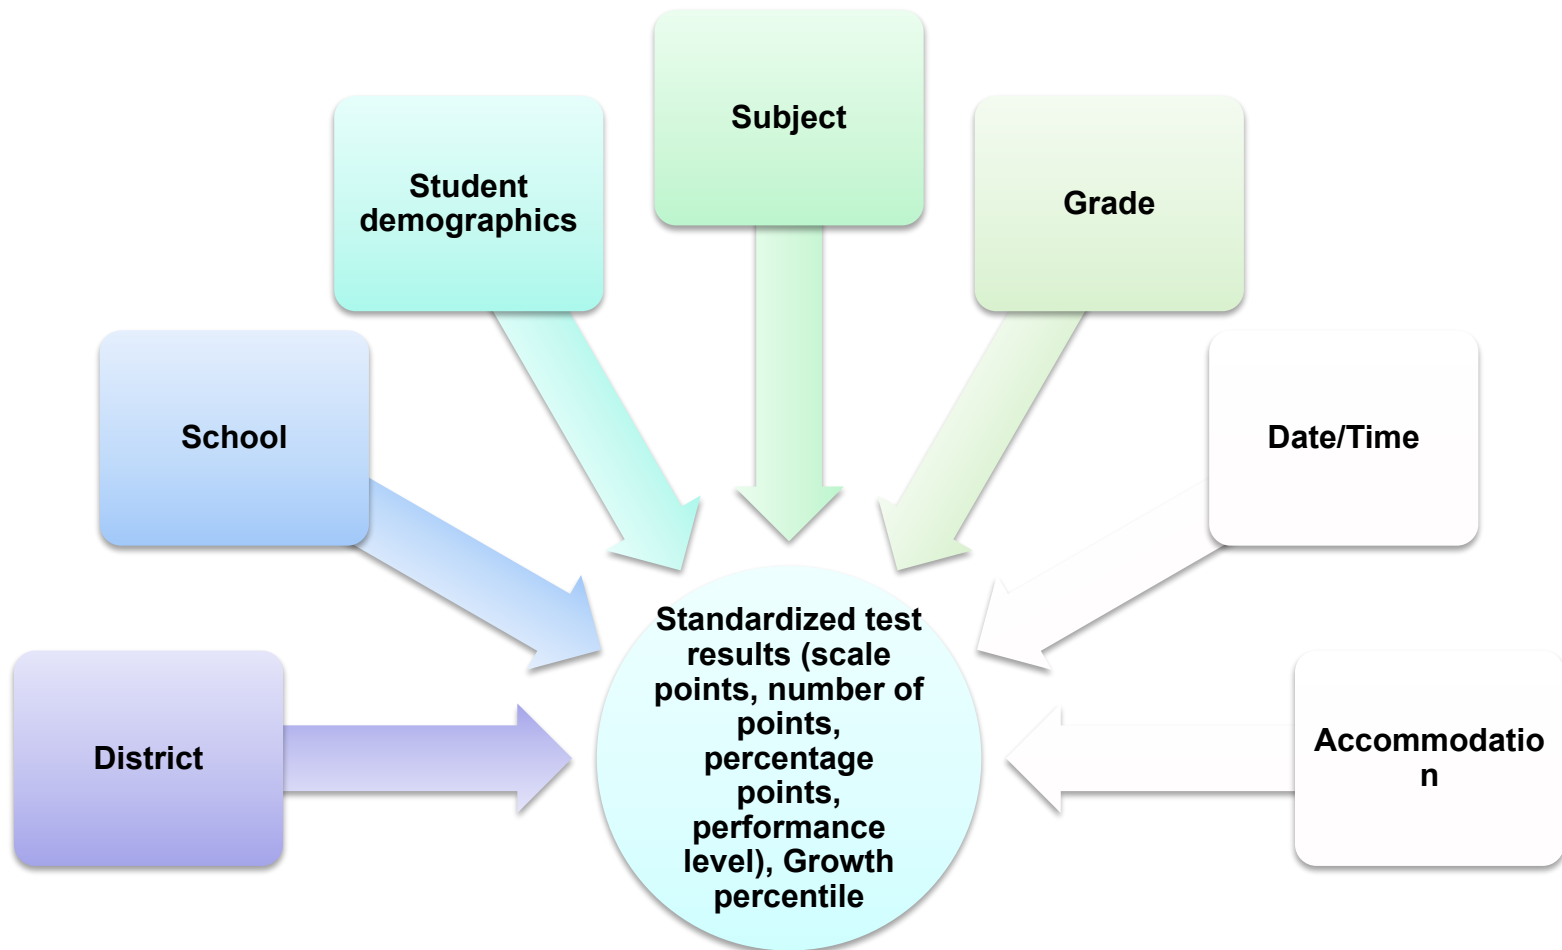 Subject
Student
demographics
Grade
School
Date/Time
District
Accommodatio
n
Standardized test
results (scale
points, number of
points,
percentage
points,
performance
level), Growth
percentile